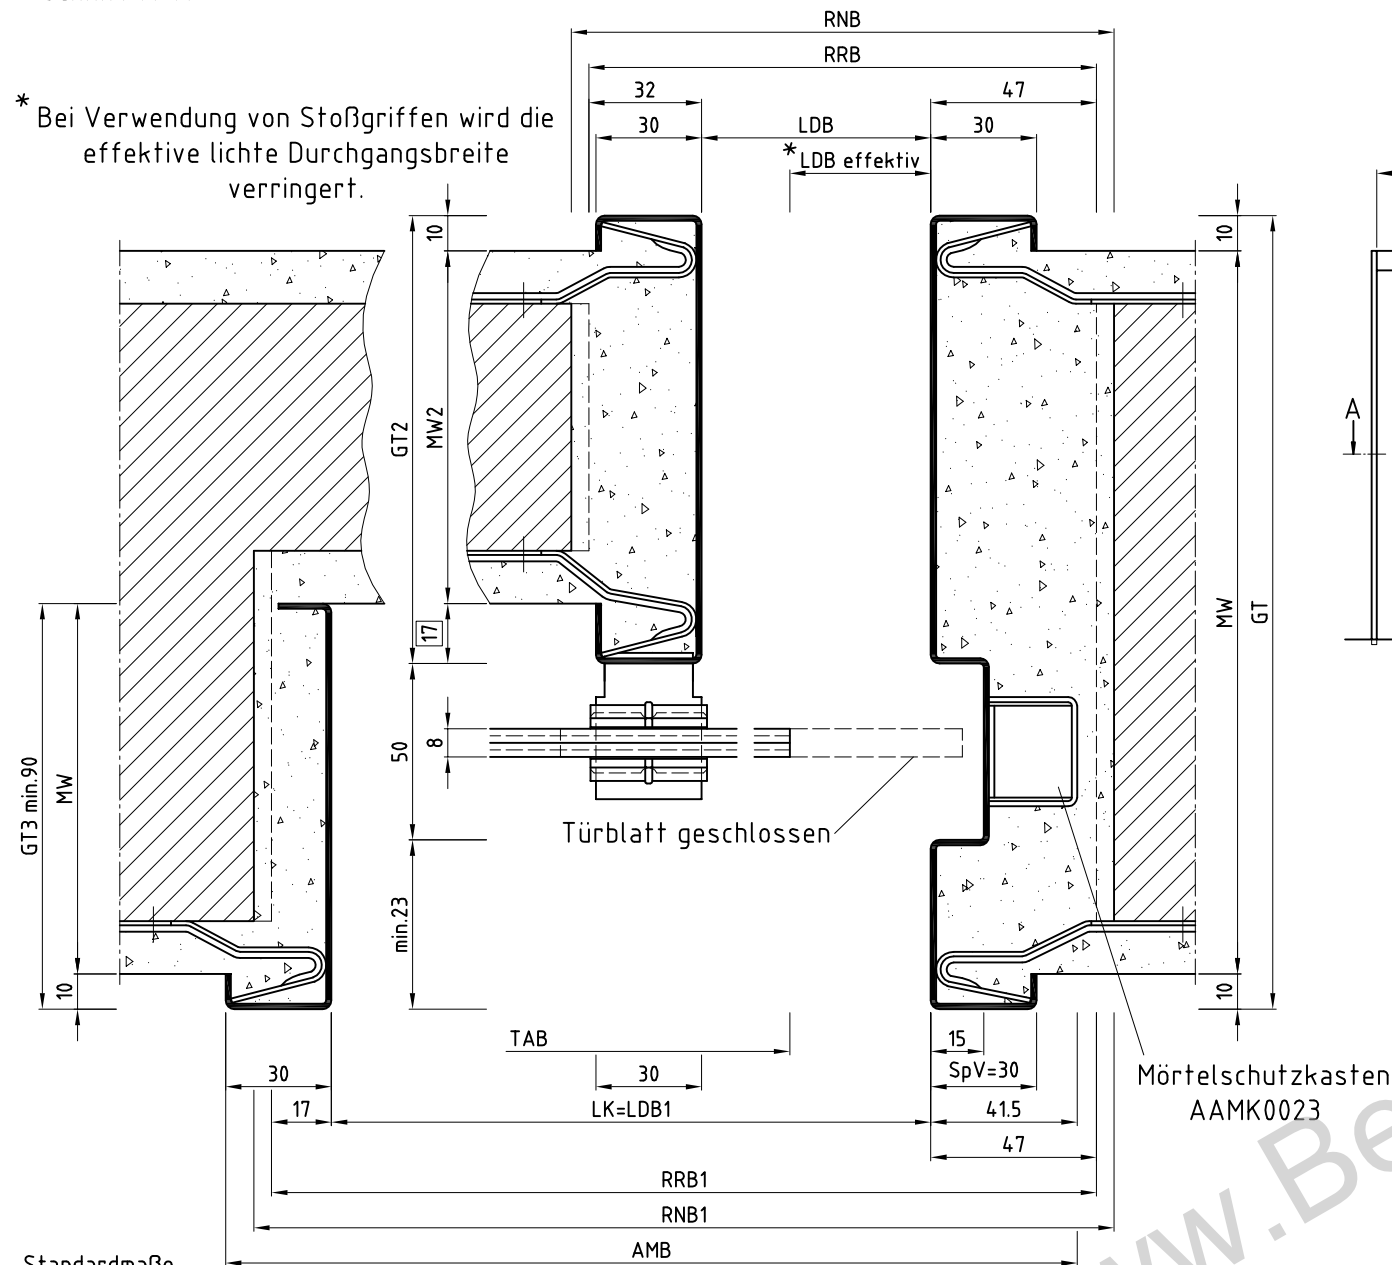 RNB
RRB
32
47
* Bei Verwendung von Stoßgriffen wird die
effektive lichte Durchgangsbreite
verringert.
30
LDB
30
* LDB effektiv
10
10
GT2
MW2
A
MW
GT
17
GT3 min.90
MW
50
8
Türblatt geschlossen
min.23
10
10
TAB
15
30
30
SpV=30
Mörtelschutzkasten
AAMK0023
17
LK=LDB1
41.5
47
RRB1
RNB1
AMB
Standardmaße
www.Be